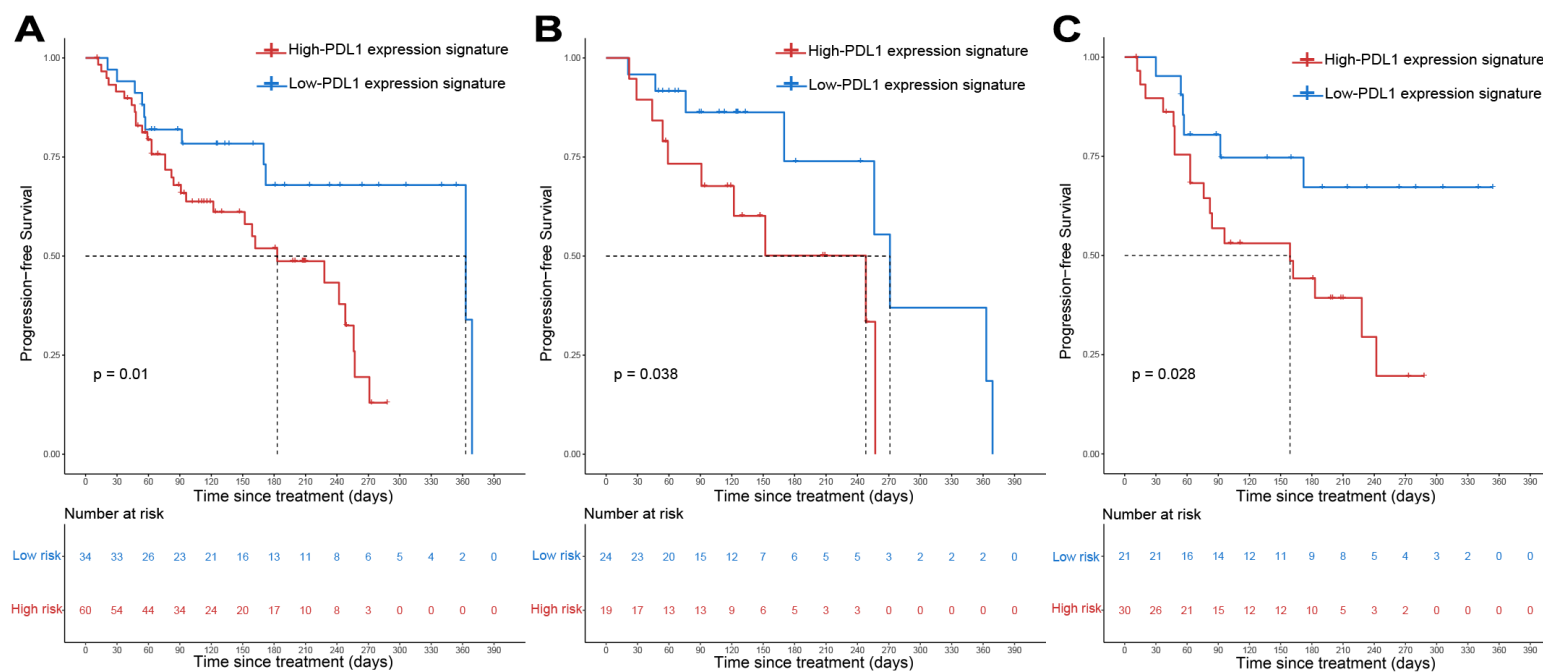 A
High-PDL1 expression signature
Low-PDL1 expression signature
Progression-free Survival
1.00
0.75
0.50
0.25
0.00
p = 0.01
0 30 60 90 120 150 180 210 240 270 300 330 360 390
Time since treatment (days)
Number at risk
Low risk 34 33 26 23 21 16 13 11 8 6 5 4 2 0
High risk 60 54 44 34 24 20 17 10 8 3 0 0 0 0
0 30 60 90 120 150 180 210 240 270 300 330 360 390
Time since treatment (days)
B
High-PDL1 expression signature
Low-PDL1 expression signature
Progression-free Survival
1.00
0.75
0.50
0.25
0.00
p = 0.038
0 30 60 90 120 150 180 210 240 270 300 330 360 390
Time since treatment (days)
Number at risk
Low risk 24 23 20 15 12 7 6 5 5 3 2 2 2 0
High risk 19 17 13 13 9 6 5 3 3 0 0 0 0 0
0 30 60 90 120 150 180 210 240 270 300 330 360 390
Time since treatment (days)
C
High-PDL1 expression signature
Low-PDL1 expression signature
Progression-free Survival
1.00
0.75
0.50
0.25
0.00
p = 0.028
0 30 60 90 120 150 180 210 240 270 300 330 360 390
Time since treatment (days)
Number at risk
Low risk 21 21 16 14 12 11 9 8 5 4 3 2 0 0
High risk 30 26 21 15 12 12 10 5 3 2 0 0 0 0
0 30 60 90 120 150 180 210 240 270 300 330 360 390
Time since treatment (days)